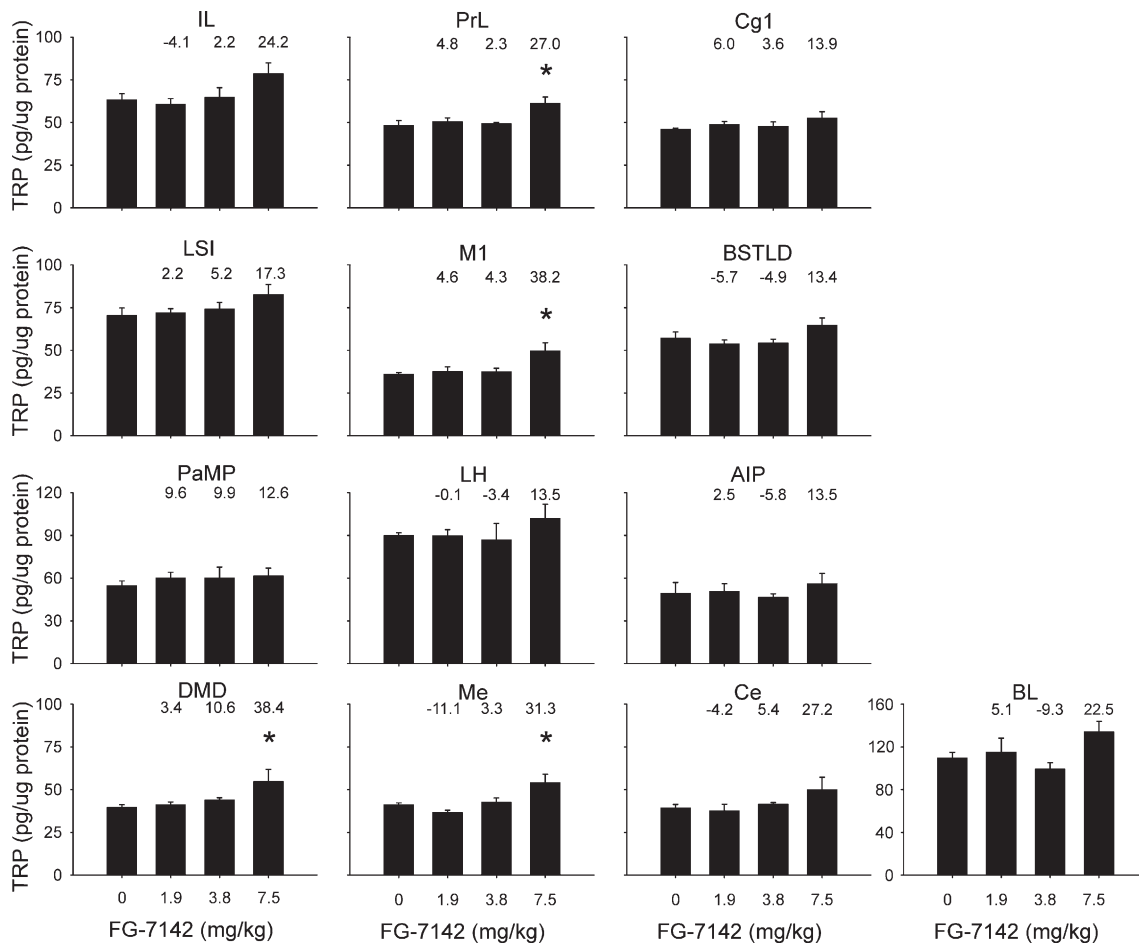 IL PrL Cg1
100 -4.1 2.2 24.2 4.8 2.3 27.0 6.0 3.6 13.9
* 
75
50
25
0
TRP (pg/ug protein)
LSI M1 BSTLD
100 2.2 5.2 17.3 4.6 4.3 38.2 -5.7 -4.9 13.4
*
75
50
25
0
TRP (pg/ug protein)
PaMP LH AIP
120 9.6 9.9 12.6 -0.1 -3.4 13.5 2.5 -5.8 13.5
90
60
30
0
TRP (pg/ug protein)
DMD Me Ce BL
100 3.4 10.6 38.4 -11.1 3.3 31.3 -4.2 5.4 27.2 160 5.1 -9.3 22.5
* *
75 120
50 80
25 40
0 0
TRP (pg/ug protein)
0 1.9 3.8 7.5 0 1.9 3.8 7.5 0 1.9 3.8 7.5 0 1.9 3.8 7.5
FG-7142 (mg/kg) FG-7142 (mg/kg) FG-7142 (mg/kg) FG-7142 (mg/kg)